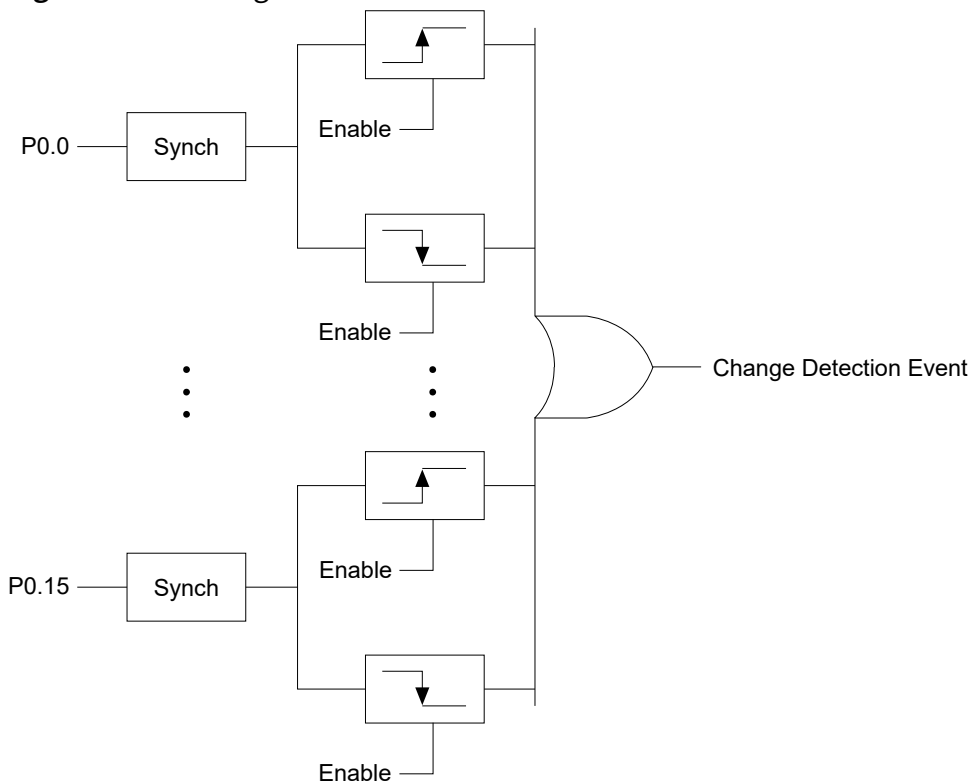 Enable
P0.0
Synch
Enable
Change Detection Event
Enable
P0.15
Synch
Enable